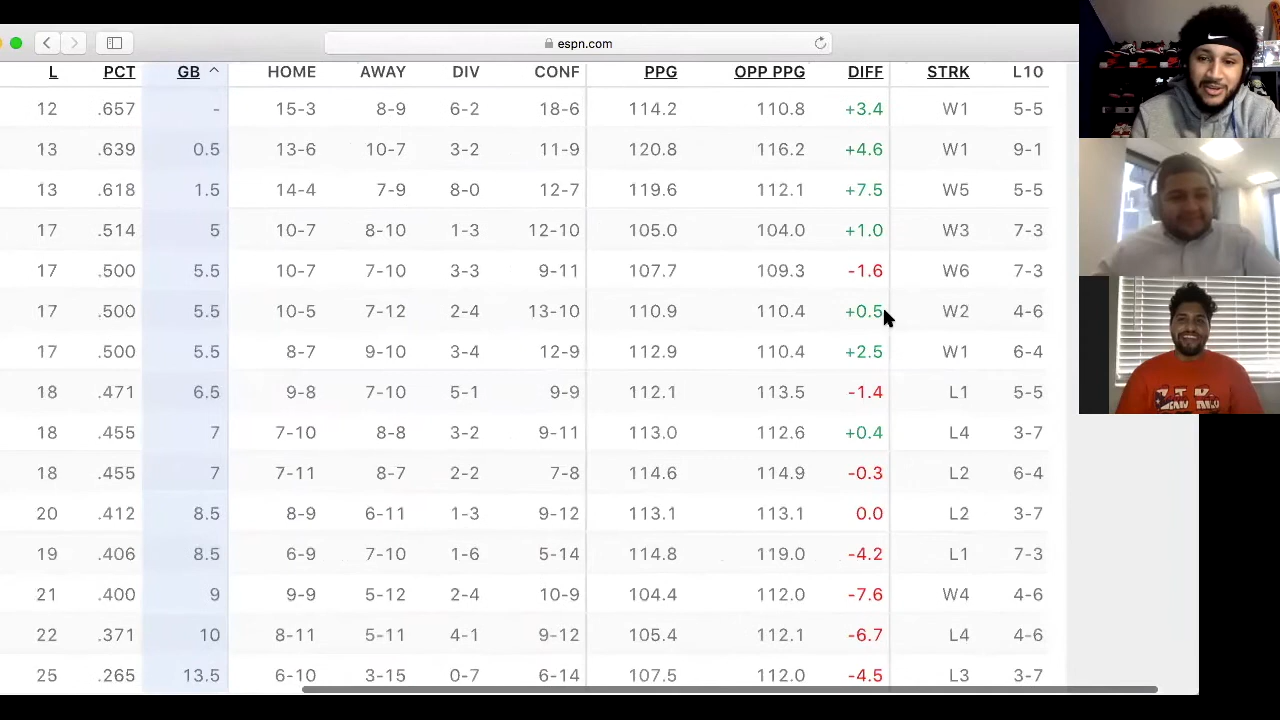 espn.com
L PCT GB HOME AWAY DIV CONF PPG OPP PPG DIFF STRK L10
12 .657 - 15-3 8-9 6-2 18-6 114.2 110.8 +3.4 W1 5-5
13 .639 0.5 13-6 10-7 3-2 11-9 120.8 116.2 +4.6 W1 9-1
13 .618 1.5 14-4 7-9 8-0 12-7 119.6 112.1 +7.5 W5 5-5
17 .514 5 10-7 8-10 1-3 12-10 105.0 104.0 +1.0 W3 7-3
17 .500 5.5 10-7 7-10 3-3 9-11 107.7 109.3 -1.6 W6 7-3
17 .500 5.5 10-5 7-12 2-4 13-10 110.9 110.4 +0.5 W2 4-6
17 .500 5.5 8-7 9-10 3-4 12-9 112.9 110.4 +2.5 W1 6-4
18 .471 6.5 9-8 7-10 5-1 9-9 112.1 113.5 -1.4 L1 5-5
18 .455 7 7-10 8-8 3-2 9-11 113.0 112.6 +0.4 L4 3-7
18 .455 7 7-11 8-7 2-2 7-8 114.6 114.9 -0.3 L2 6-4
20 .412 8.5 8-9 6-11 1-3 9-12 113.1 113.1 0.0 L2 3-7
19 .406 8.5 6-9 7-10 1-6 5-14 114.8 119.0 -4.2 L1 7-3
21 .400 9 9-9 5-12 2-4 10-9 104.4 112.0 -7.6 W4 4-6
22 .371 10 8-11 5-11 4-1 9-12 105.4 112.1 -6.7 L4 4-6
25 .265 13.5 6-10 3-15 0-7 6-14 107.5 112.0 -4.5 L3 3-7